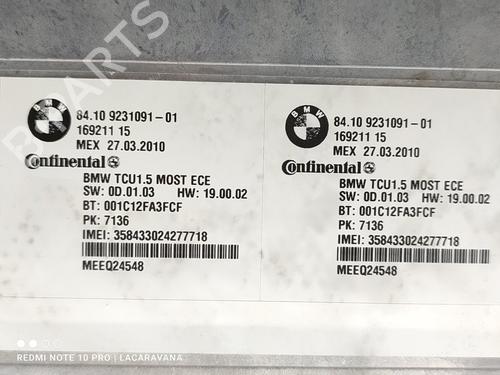 B PARTS
BMW
84.10 9231091-01
169211 15
MEX 27.03.2010
Continental
BMW TCU1.5 MOST ECE
SW: 0D.01.03 HW: 19.00.02
BT: 001C12FA3FCF
PK: 7136
IMEI: 358433024277718
MEEQ24548
BMW
84.10 9231091-01
169211 15
MEX 27.03.2010
Continental
BMW TCU1.5 MOST ECE
SW: 0D.01.03 HW: 19.00.02
BT: 001C12FA3FCF
PK: 7136
IMEI: 358433024277718
MEEQ24548
REDMI NOTE 10 PRO | LACARAVANA